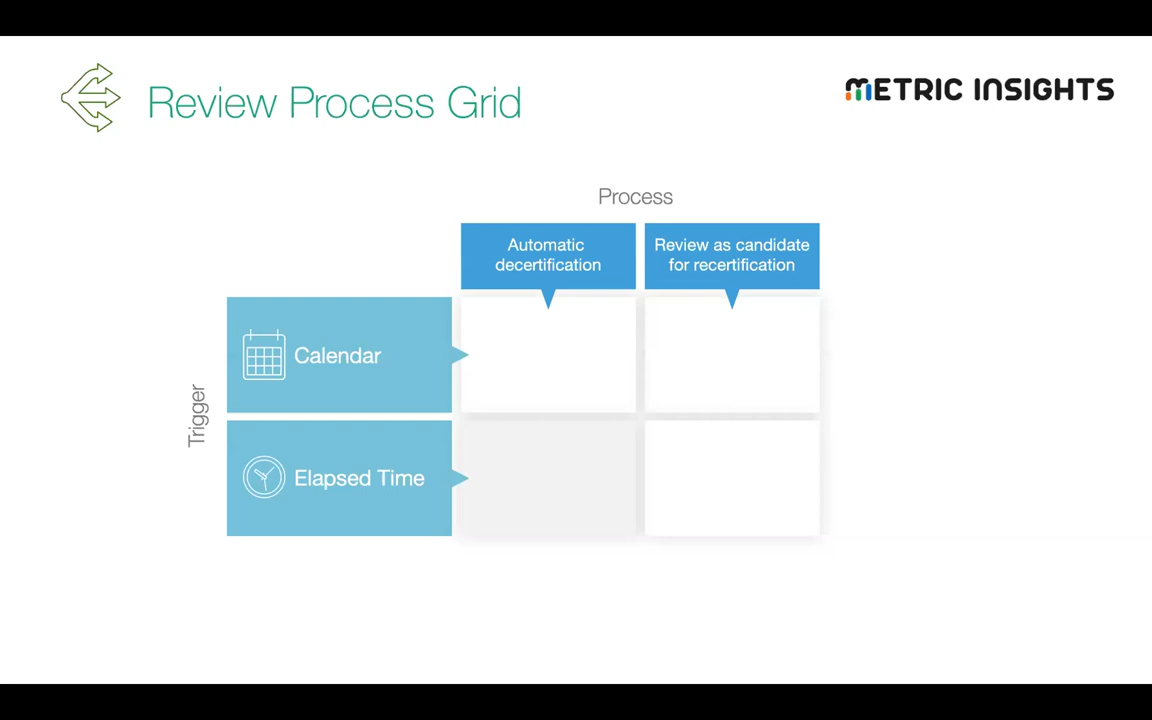 Review Process Grid
METRIC INSIGHTS
Process
Automatic
decertification
Review as candidate
for recertification
Trigger
Calendar
Elapsed Time